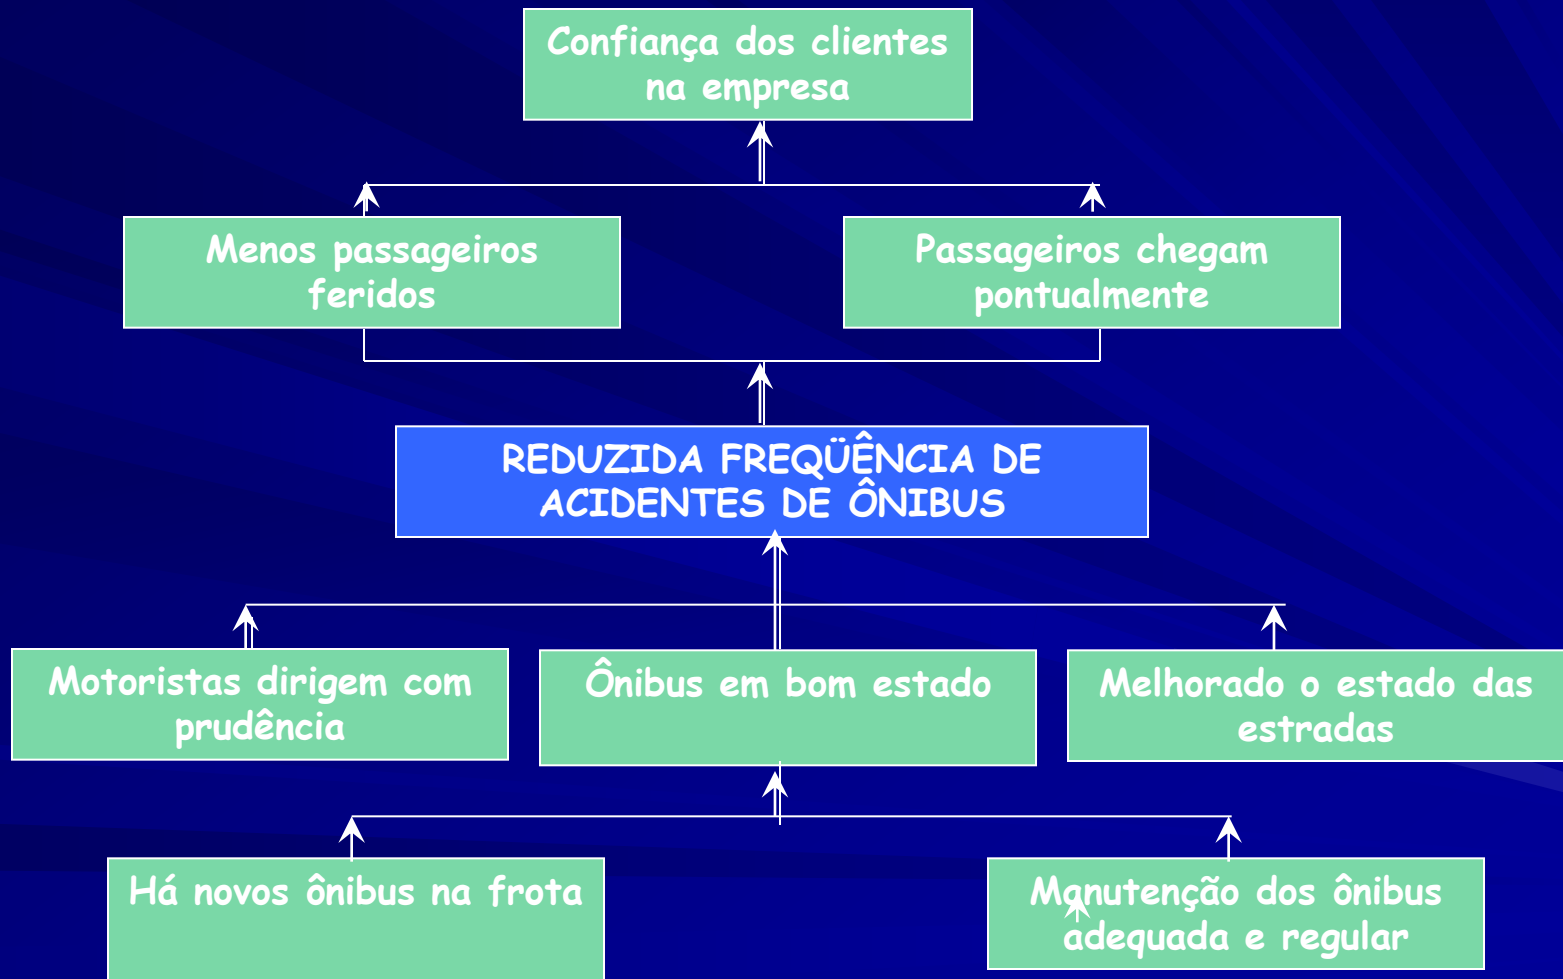 Confiança dos clientes
na empresa
Menos passageiros
feridos
Passageiros chegam
pontualmente
REDUZIDA FREQÜÊNCIA DE
ACIDENTES DE ÔNIBUS
Motoristas dirigem com
prudência
Ônibus em bom estado
Melhorado o estado das
estradas
Há novos ônibus na frota
Manutenção dos ônibus
adequada e regular